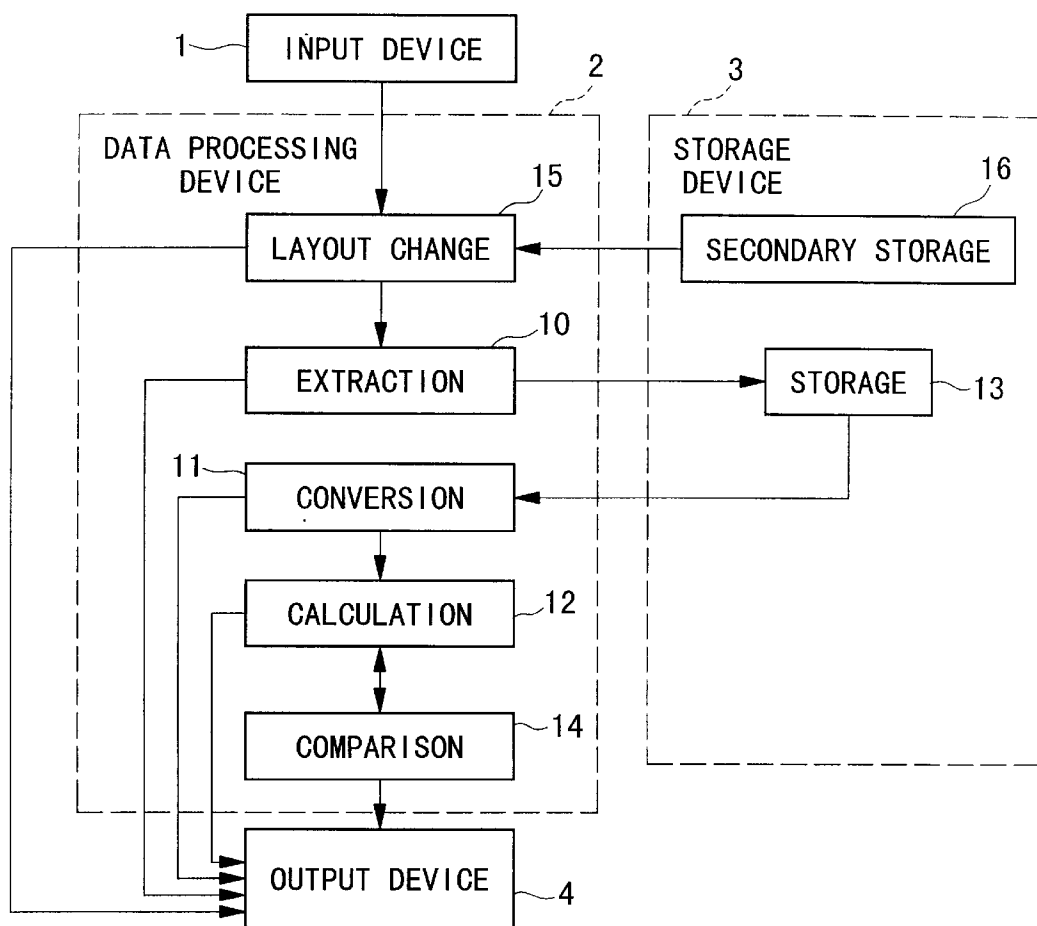 1
INPUT DEVICE
2
3
DATA PROCESSING
DEVICE
STORAGE
DEVICE
15
16
LAYOUT CHANGE
SECONDARY STORAGE
10
EXTRACTION
STORAGE
13
11
CONVERSION
CALCULATION
12
COMPARISON
14
OUTPUT DEVICE
4